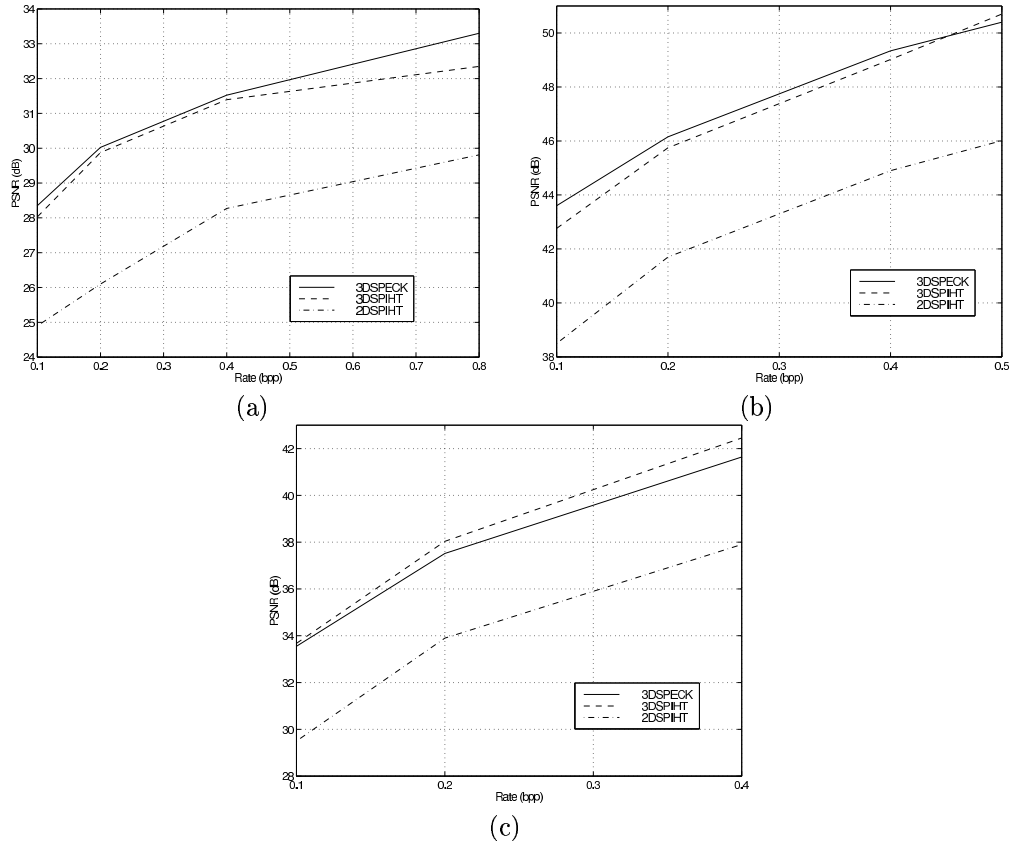 34
33
32
31
30
29
28
27
26
25
24
PSNR (dB)
0.1 0.2 0.3 0.4 0.5 0.6 0.7 0.8
Rate (bpp)
3DSPECK
3DSPIHT
2DSPIHT
(a)
50
48
46
44
42
40
38
PSNR (dB)
0.1 0.2 0.3 0.4 0.5
Rate (bpp)
3DSPECK
3DSPIHT
2DSPIHT
(b)
42
40
38
36
34
32
30
28
PSNR (dB)
0.1 0.2 0.3 0.4
Rate (bpp)
3DSPECK
3DSPIHT
2DSPIHT
(c)